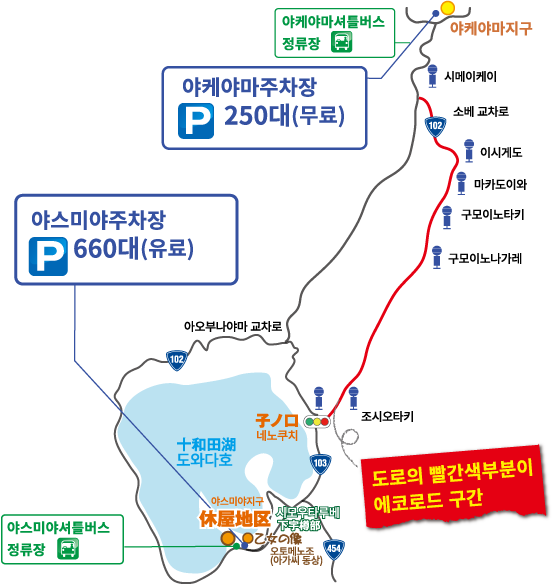 야케야마셔틀버스
정류장
야케야마지구
야케야마주차장
P 250대(무료)
시메이케이
소베 교차로
102
이시게도
마카도이와
구모이노타키
구모이노나가레
야스미야주차장
P 660대(유료)
아오부나야마 교차로
102
子ノ口
네노쿠치
조시오타키
十和田湖
도와다호
103
도로의 빨간색부분이
에코로드 구간
야스미야지구
休屋地区
시모우타루베
下宇樽部
야스미야셔틀버스
정류장
乙女の像
오토메노조
(아가씨 동상)
454